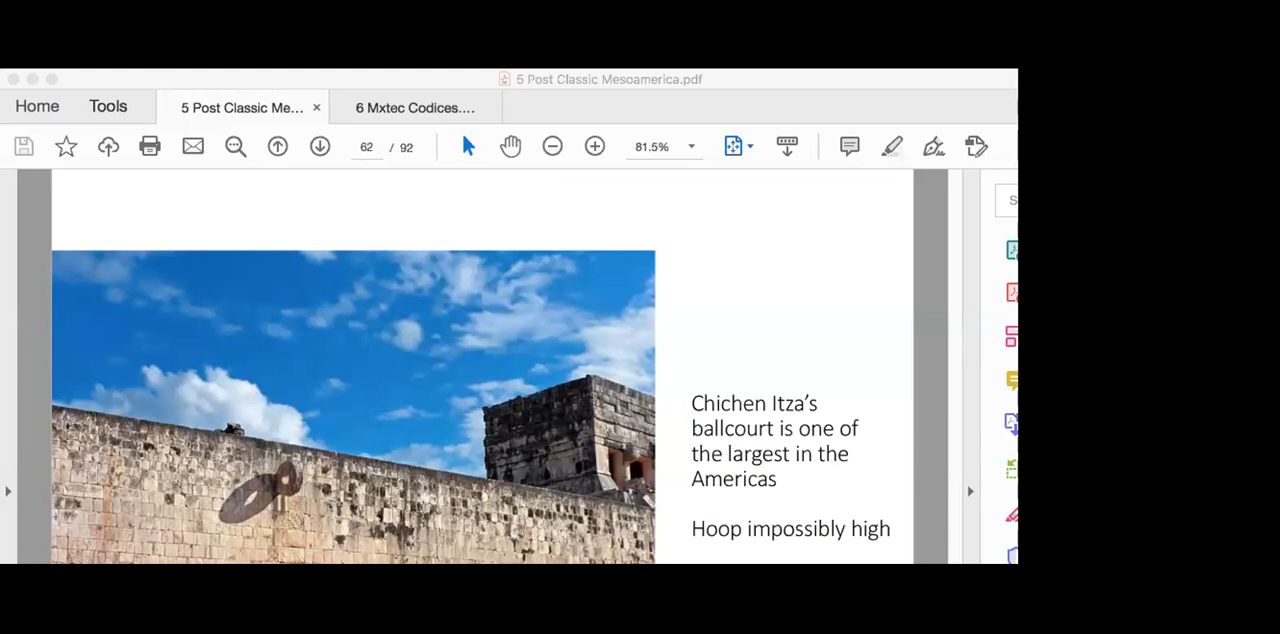 5 Post Classic Mesoamerica.pdf
Home
Tools
5 Post Classic Me...
×
6 Mxtec Codices....
62 / 92
81.5%
S
Chichen Itza’s
ballcourt is one of
the largest in the
Americas
Hoop impossibly high